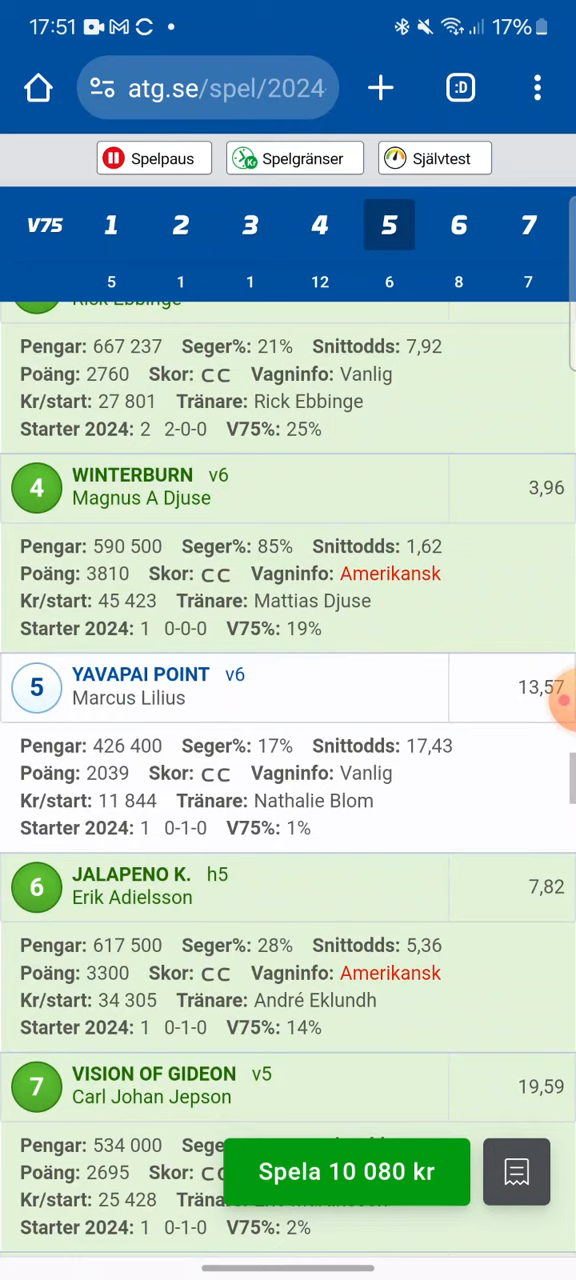 17:51 17%
atg.se/spel/2024
:D
Spelpaus Spelgränser Självtest
V75 1 2 3 4 5 6 7
5 1 1 12 6 8 7
Rick Ebbinge
Pengar: 667 237 Seger%: 21% Snittodds: 7,92
Poäng: 2760 Skor: C C Vagninfo: Vanlig
Kr/start: 27 801 Tränare: Rick Ebbinge
Starter 2024: 2 2-0-0 V75%: 25%
4 WINTERBURN v6 3,96
Magnus A Djuse
Pengar: 590 500 Seger%: 85% Snittodds: 1,62
Poäng: 3810 Skor: C C Vagninfo: Amerikansk
Kr/start: 45 423 Tränare: Mattias Djuse
Starter 2024: 1 0-0-0 V75%: 19%
5 YAVAPAI POINT v6 13,57
Marcus Lilius
Pengar: 426 400 Seger%: 17% Snittodds: 17,43
Poäng: 2039 Skor: C C Vagninfo: Vanlig
Kr/start: 11 844 Tränare: Nathalie Blom
Starter 2024: 1 0-1-0 V75%: 1%
6 JALAPENO K. h5 7,82
Erik Adielsson
Pengar: 617 500 Seger%: 28% Snittodds: 5,36
Poäng: 3300 Skor: C C Vagninfo: Amerikansk
Kr/start: 34 305 Tränare: André Eklundh
Starter 2024: 1 0-1-0 V75%: 14%
7 VISION OF GIDEON v5 19,59
Carl Johan Jepson
Pengar: 534 000 Sege
Poäng: 2695 Skor: C C
Spela 10 080 kr
Kr/start: 25 428 Träna
Starter 2024: 1 0-1-0 V75%: 2%